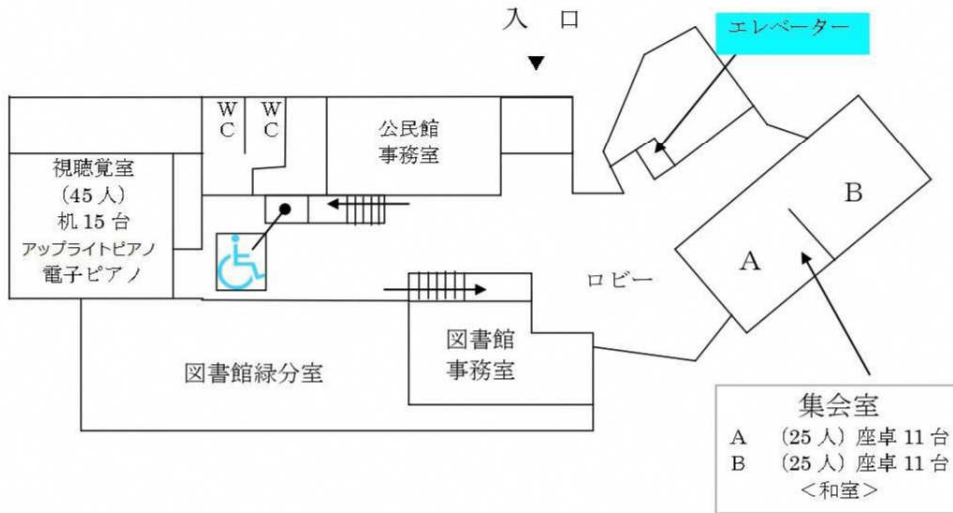 入 口
エレベーター
WC
WC
公民館
事務室
視聴覚室
(45人)
机15台
アップライトピアノ
電子ピアノ
B
A
ロビー
図書館
事務室
図書館緑分室
集会室
A (25人) 座卓11台
B (25人) 座卓11台
＜和室＞